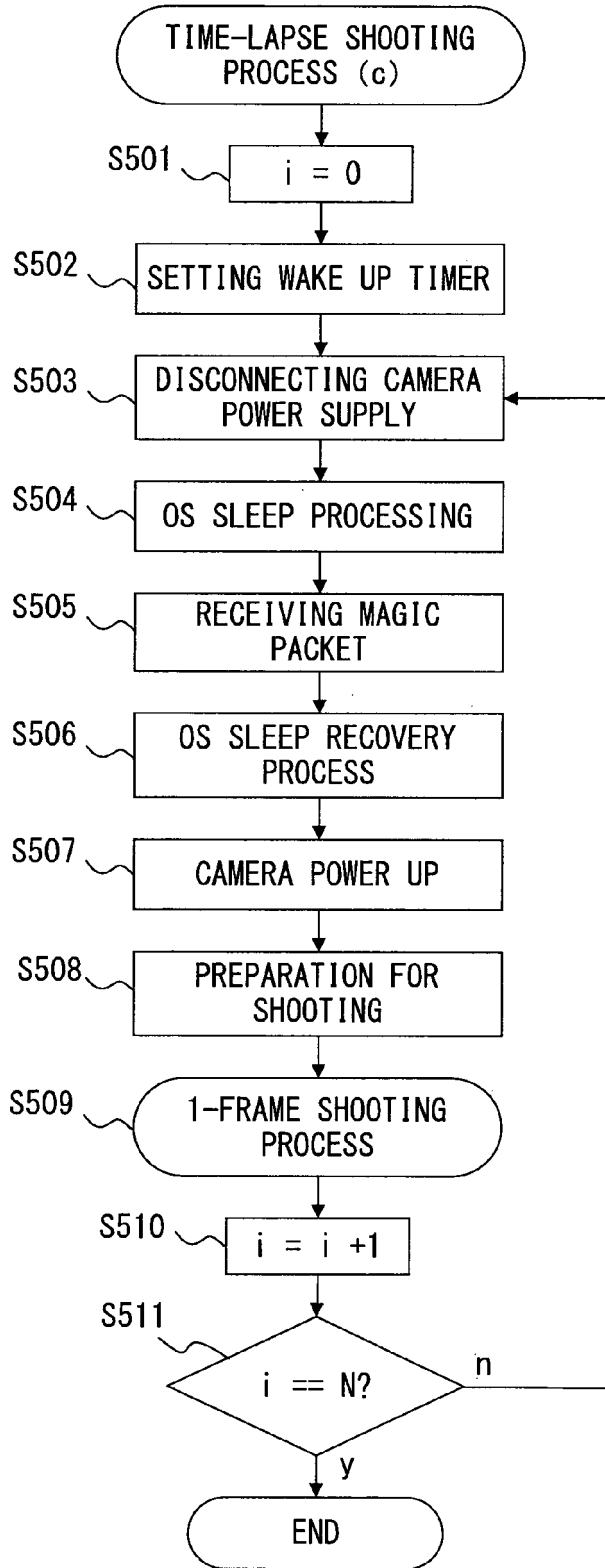 TIME-LAPSE SHOOTING
PROCESS (c)
S501
i = 0
S502
SETTING WAKE UP TIMER
S503
DISCONNECTING CAMERA
POWER SUPPLY
S504
OS SLEEP PROCESSING
S505
RECEIVING MAGIC
PACKET
S506
OS SLEEP RECOVERY
PROCESS
S507
CAMERA POWER UP
S508
PREPARATION FOR
SHOOTING
S509
1-FRAME SHOOTING
PROCESS
S510
i = i +1
S511
i == N?
n
y
END